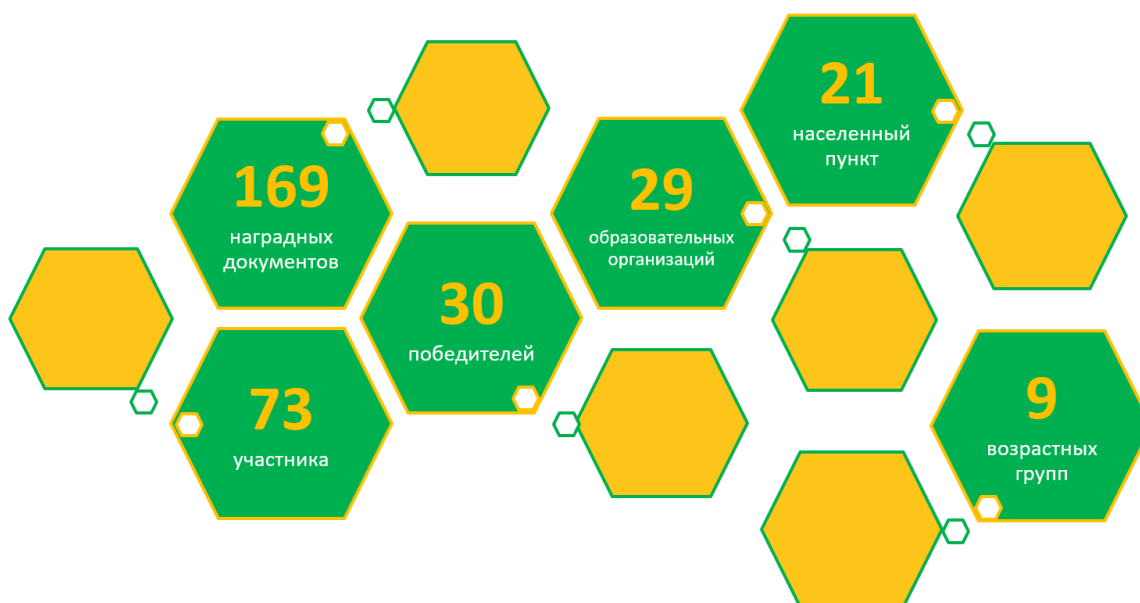 21
населенный
пункт
169
наградных
документов
29
образовательных
организаций
30
победителей
73
участника
9
возрастных
групп